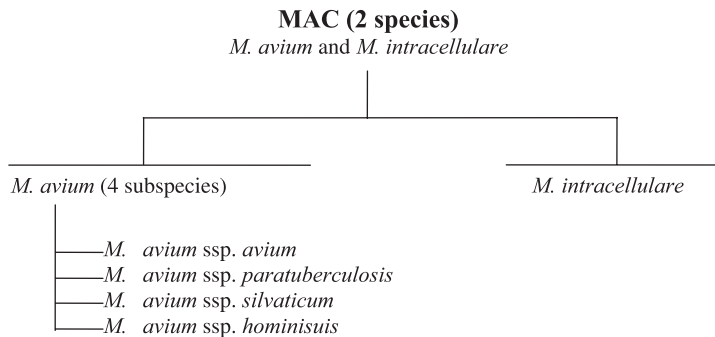 MAC (2 species)
M. avium and M. intracellulare
M. avium (4 subspecies)
M. intracellulare
M. avium ssp. avium
M. avium ssp. paratuberculosis
M. avium ssp. silvaticum
M. avium ssp. hominisuis